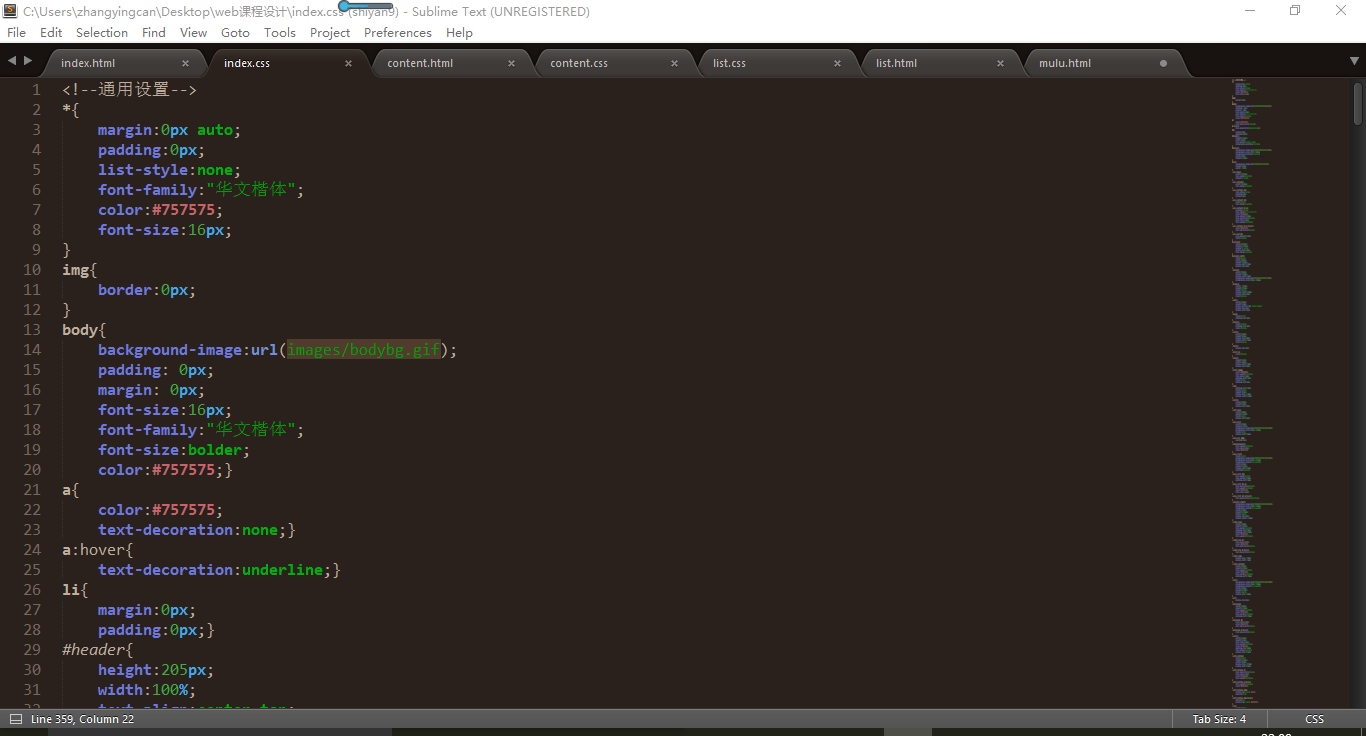 C:\Users\zhangyingcan\Desktop\web课程设计\index.css (shiyan9) - Sublime Text (UNREGISTERED)
File Edit Selection Find View Goto Tools Project Preferences Help
index.html × index.css × content.html × content.css × list.css × list.html × mulu.html
1 <!--通用设置-->
2 *{
3 margin:0px auto;
4 padding:0px;
5 list-style:none;
6 font-family:"华文楷体";
7 color:#757575;
8 font-size:16px;
9 }
10 img{
11 border:0px;
12 }
13 body{
14 background-image:url(images/bodybg.gif);
15 padding: 0px;
16 margin: 0px;
17 font-size:16px;
18 font-family:"华文楷体";
19 font-size:bolder;
20 color:#757575;}
21 a{
22 color:#757575;
23 text-decoration:none;}
24 a:hover{
25 text-decoration:underline;}
26 li{
27 margin:0px;
28 padding:0px;}
29 #header{
30 height:205px;
31 width:100%;
Line 359, Column 22 Tab Size: 4 CSS